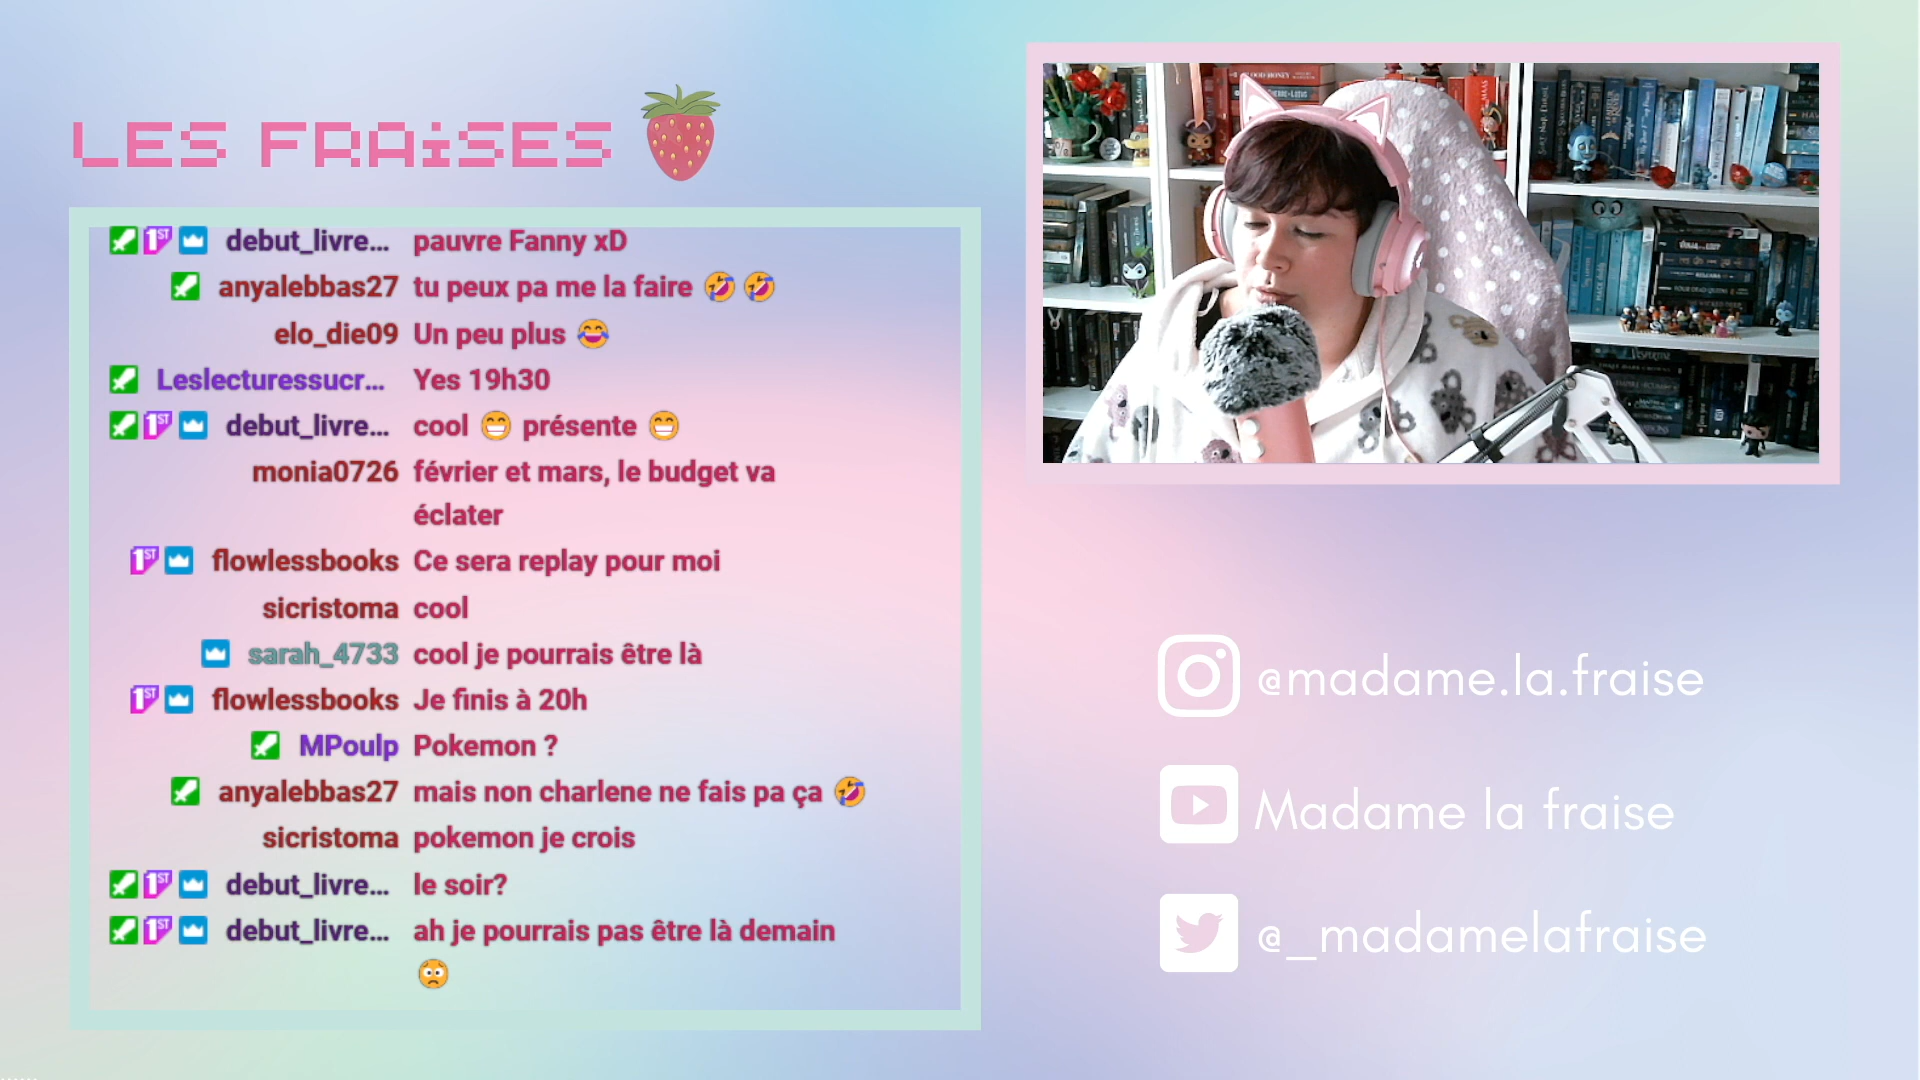 LES FRAiSES
debut_livre... pauvre Fanny xD
anyalebbas27 tu peux pa me la faire 🤣 🤣
elo_die09 Un peu plus 😂
Leslecturessucr... Yes 19h30
debut_livre... cool 😁 présente 😁
monia0726 février et mars, le budget va
éclater
flowlessbooks Ce sera replay pour moi
sicristoma cool
sarah_4733 cool je pourrais être là
flowlessbooks Je finis à 20h
MPoulp Pokemon ?
anyalebbas27 mais non charlene ne fais pa ça 🤣
sicristoma pokemon je crois
debut_livre... le soir?
debut_livre... ah je pourrais pas être là demain
😳
@madame.la.fraise
Madame la fraise
@_madamelafraise